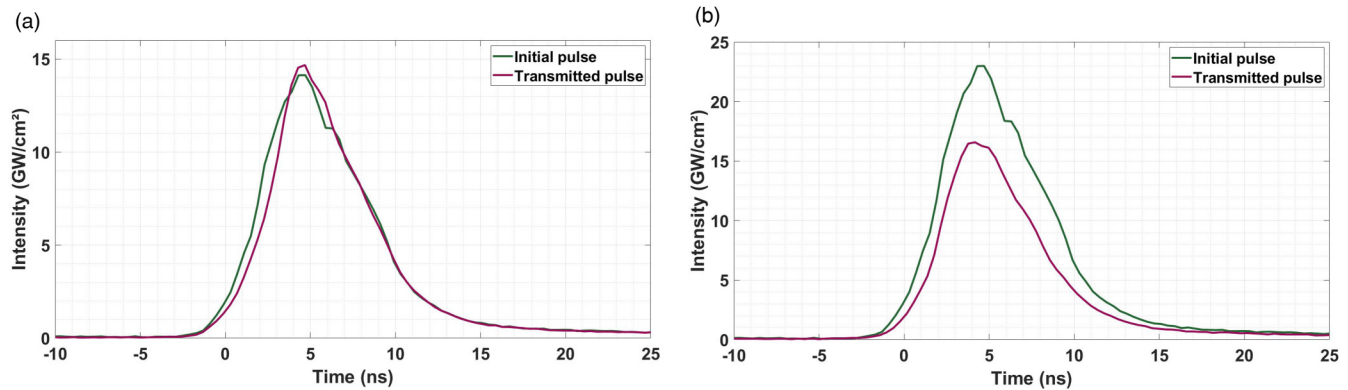 (a)
Intensity (GW/cm²)
15
10
5
0
-10 -5 0 5 10 15 20 25
Time (ns)
Initial pulse
Transmitted pulse
(b)
Intensity (GW/cm²)
25
20
15
10
5
0
-10 -5 0 5 10 15 20 25
Time (ns)
Initial pulse
Transmitted pulse